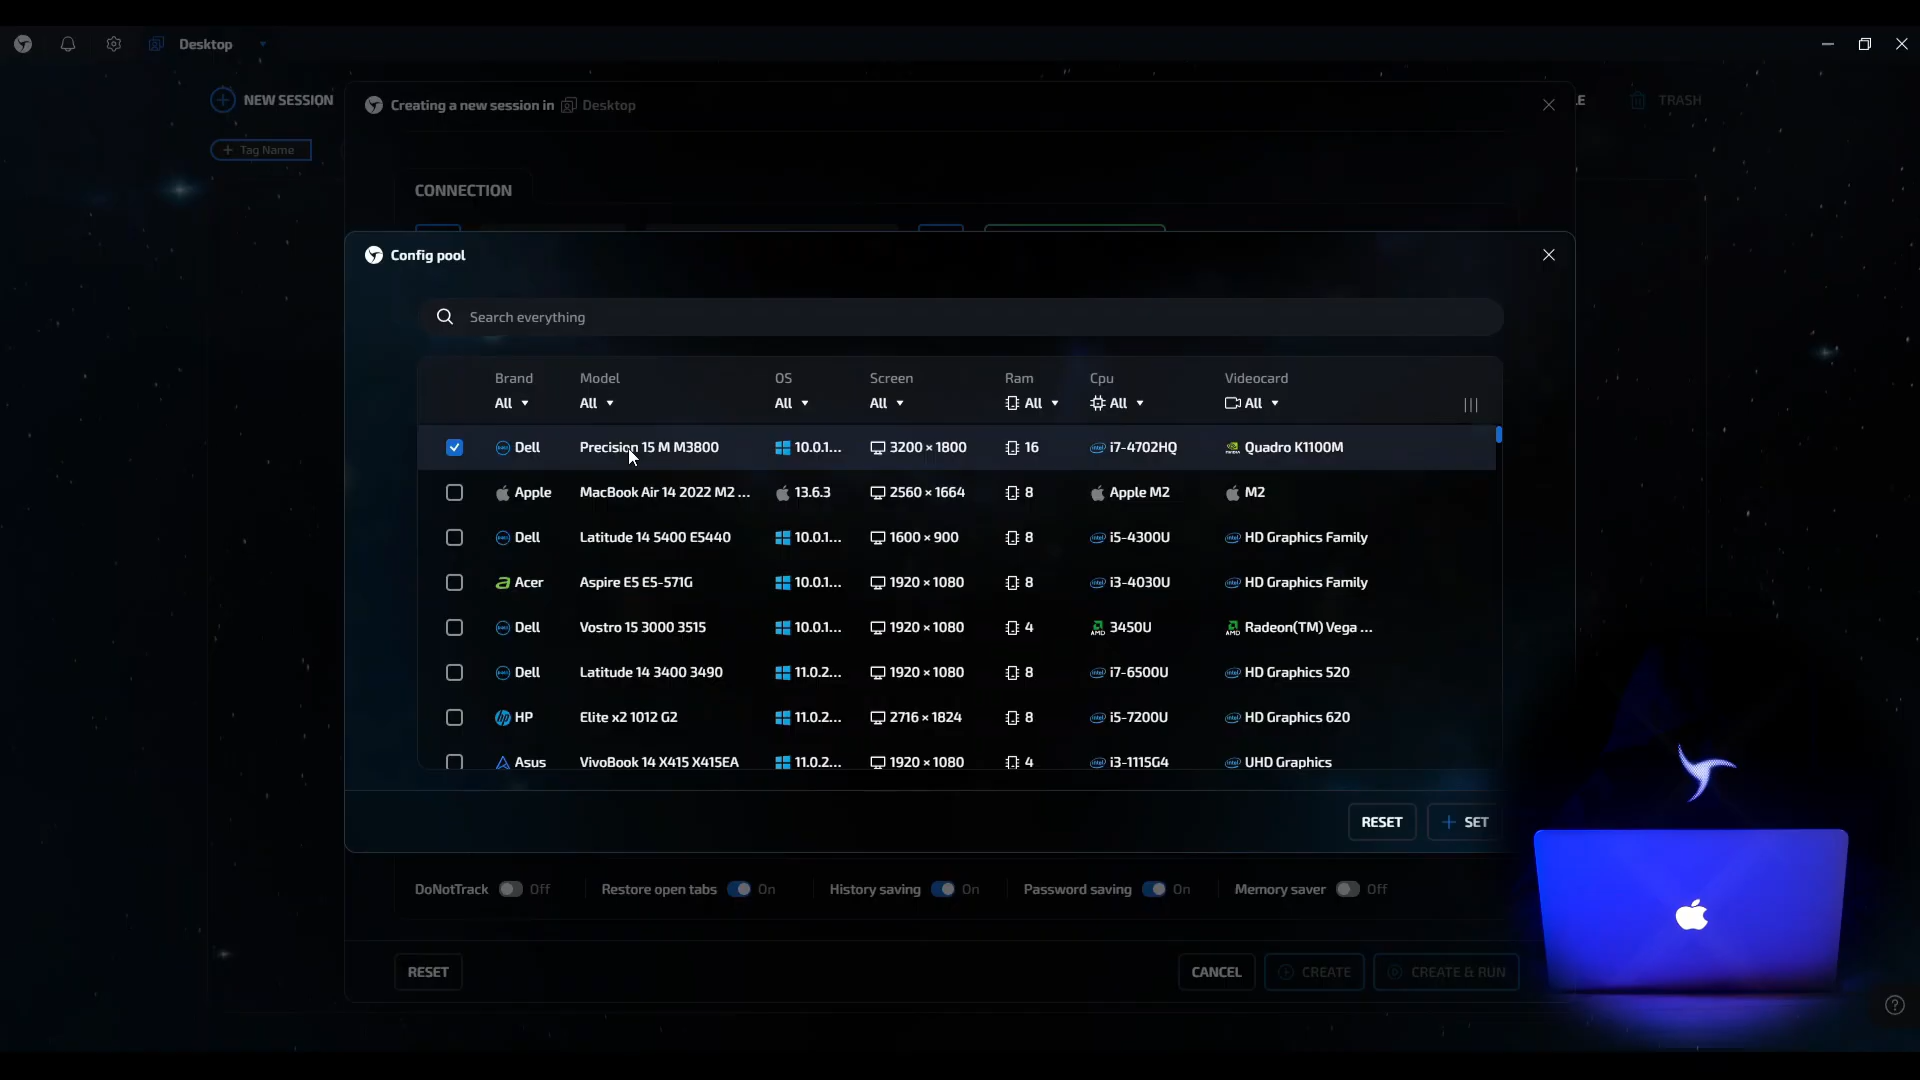 Desktop
NEW SESSION
LE
TRASH
Creating a new session in Desktop
+ Tag Name
CONNECTION
Config pool
Search everything
Brand Model OS Screen Ram Cpu Videocard
All All All All All All All
Dell Precision 15 M M3800 10.0.1... 3200 × 1800 16 i7-4702HQ Quadro K1100M
Apple MacBook Air 14 2022 M2 ... 13.6.3 2560 × 1664 8 Apple M2 M2
Dell Latitude 14 5400 E5440 10.0.1... 1600 × 900 8 i5-4300U HD Graphics Family
Acer Aspire E5 E5-571G 10.0.1... 1920 × 1080 8 i3-4030U HD Graphics Family
Dell Vostro 15 3000 3515 10.0.1... 1920 × 1080 4 AMD 3450U AMD Radeon(TM) Vega ...
Dell Latitude 14 3400 3490 11.0.2... 1920 × 1080 8 i7-6500U HD Graphics 520
HP Elite x2 1012 G2 11.0.2... 2716 × 1824 8 i5-7200U HD Graphics 620
Asus VivoBook 14 X415 X415EA 11.0.2... 1920 × 1080 4 i3-1115G4 UHD Graphics
RESET + SET
DoNotTrack Off Restore open tabs On History saving On Password saving On Memory saver Off
RESET CANCEL CREATE CREATE & RUN